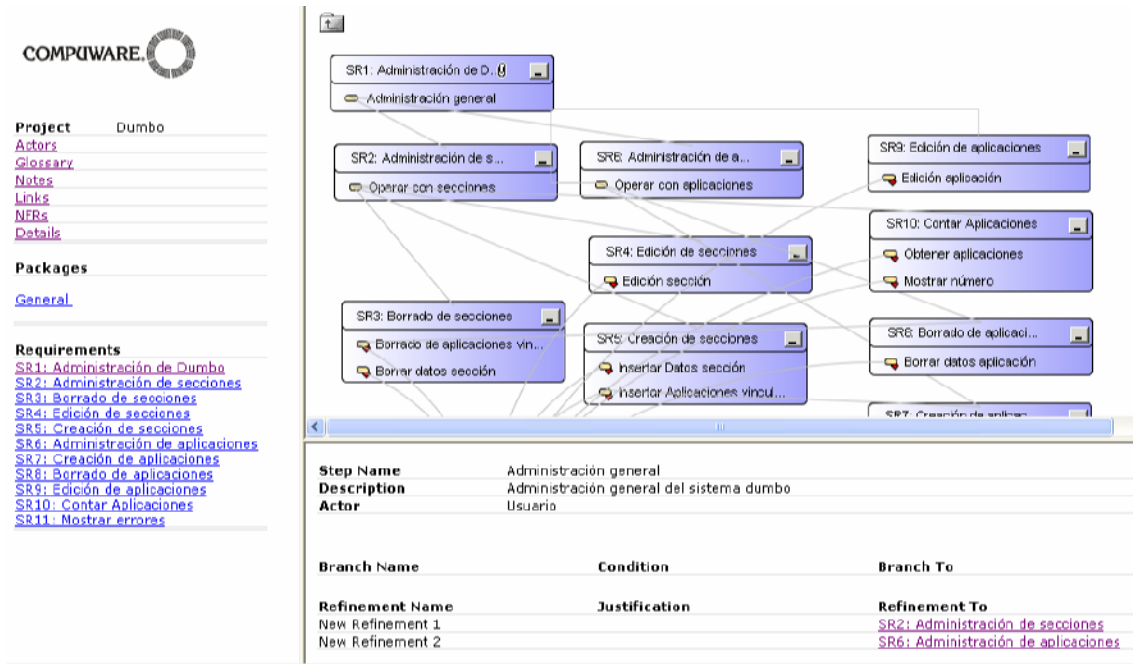 COMPUWARE.
Project Dumbo
Actors
Glossary
Notes
Links
NFRs
Details
Packages
General
Requirements
SR1: Administración de Dumbo
SR2: Administración de secciones
SR3: Borrado de secciones
SR4: Edición de secciones
SR5: Creación de secciones
SR6: Administración de aplicaciones
SR7: Creación de aplicaciones
SR8: Borrado de aplicaciones
SR9: Edición de aplicaciones
SR10: Contar Aplicaciones
SR11: Mostrar errores
SR1: Administración de D...
Administración general
SR2: Administración de s...
Operar con secciones
SR6: Administración de a...
Operar con aplicaciones
SR9: Edición de aplicaciones
Edición aplicación
SR10: Contar Aplicaciones
Obtener aplicaciones
Mostrar número
SR4: Edición de secciones
Edición sección
SR3: Borrado de secciones
Borrado de aplicaciones vin...
Borrar datos sección
SR5: Creación de secciones
Insertar Datos sección
Insertar Aplicaciones vincul...
SR8: Borrado de aplicaci...
Borrar datos aplicación
SR7: Creación de aplicac...
Step Name Administración general
Description Administración general del sistema dumbo
Actor Usuario
Branch Name Condition Branch To
Refinement Name Justification Refinement To
New Refinement 1 SR2: Administración de secciones
New Refinement 2 SR6: Administración de aplicaciones